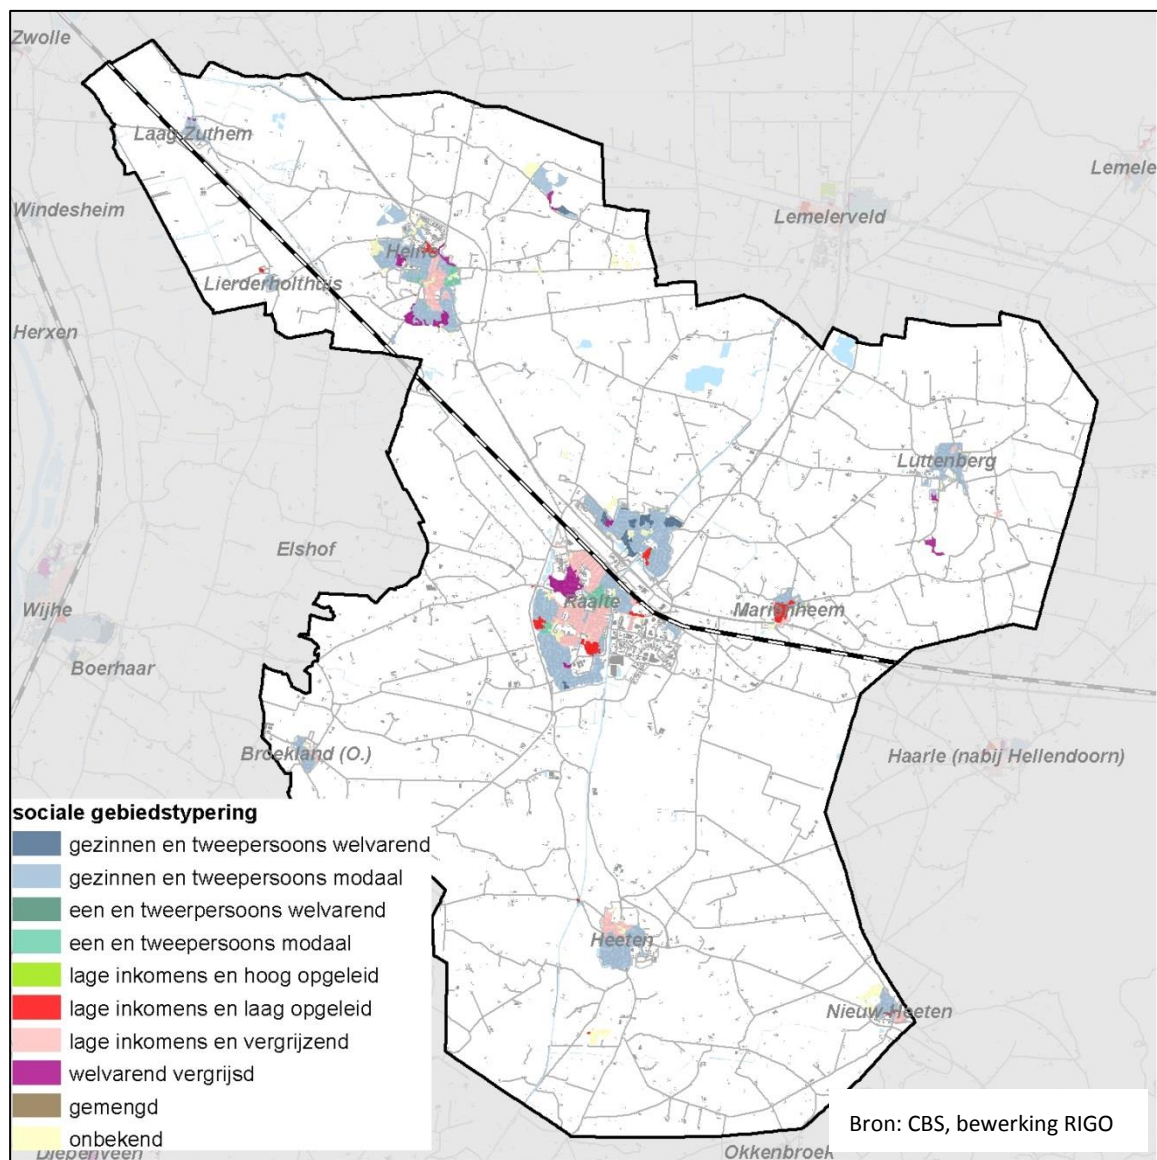 Zwolle
Laag Zuthem
Lemele
Windesheim
Lemelerveld
Heino
Lierderholthuis
Herxen
Luttenberg
Elshof
Raalte
Mariënheem
Wijhe
Boerhaar
Broekland (O.)
Haarle (nabij Hellendoorn)
sociale gebiedstypering
gezinnen en tweepersoons welvarend
gezinnen en tweepersoons modaal
een en tweerpersoons welvarend
een en tweepersoons modaal
lage inkomens en hoog opgeleid
lage inkomens en laag opgeleid
lage inkomens en vergrijzend
welvarend vergrijsd
gemengd
onbekend
Heeten
Nieuw-Heeten
Bron: CBS, bewerking RIGO
Diepenveen
Okkenbroek